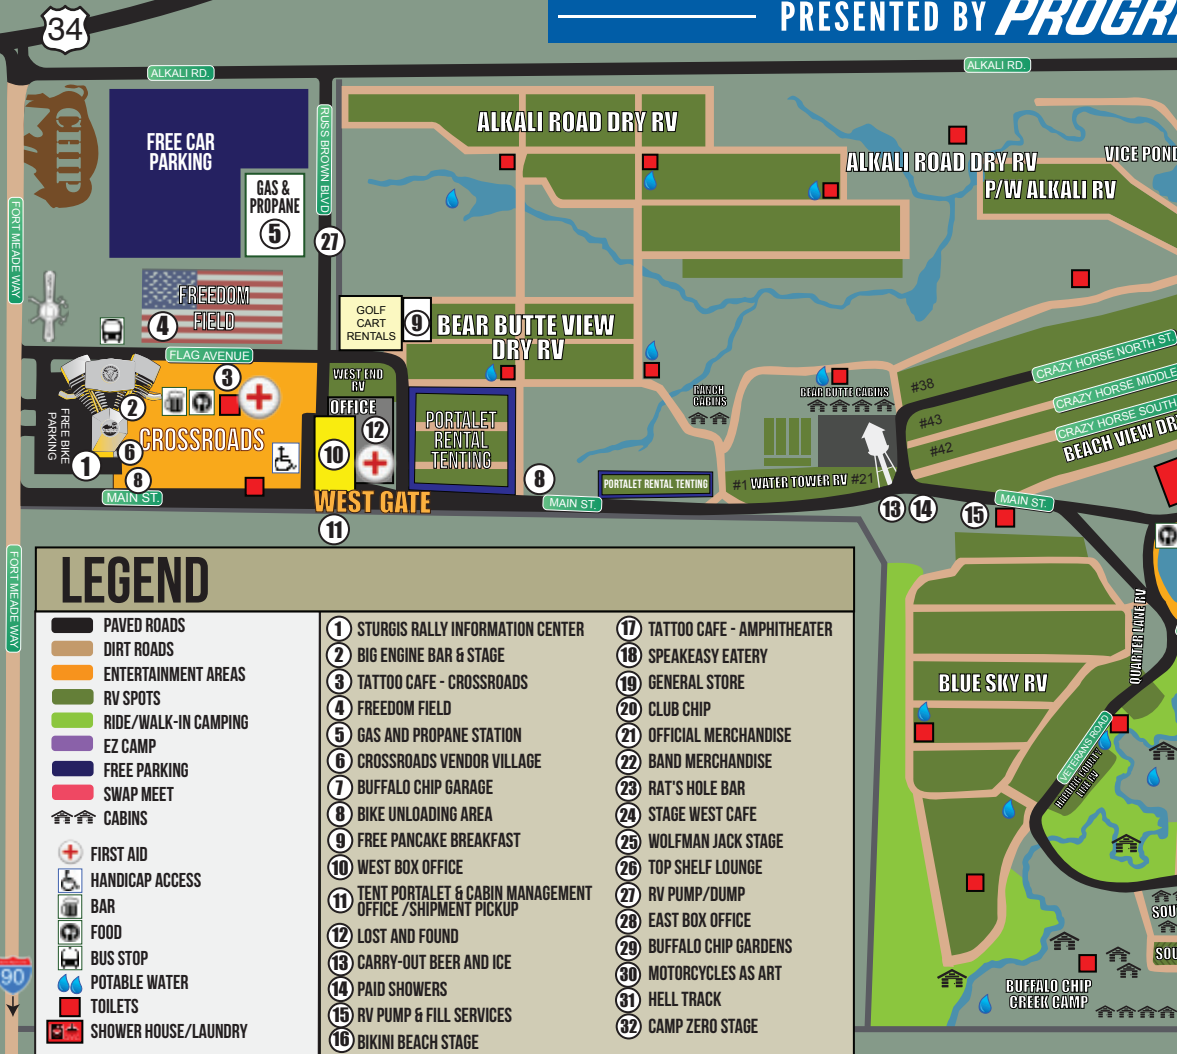 34
PRESENTED BY PROGR
ALKALI RD.
ALKALI RD.
CHIP
FREE CAR
PARKING
GAS &
PROPANE
5
RUSS BROWN BLVD
27
FORT MEADE WAY
ALKALI ROAD DRY RV
ALKALI ROAD DRY RV
VICE POND
P/W ALKALI RV
FREEDOM
FIELD
4
GOLF
CART
RENTALS
9
BEAR BUTTE VIEW
DRY RV
FLAG AVENUE
3
2
CROSSROADS
FREE BIKE
PARKING
1
6
8
MAIN ST.
WEST END
RV
OFFICE
12
10
WEST GATE
11
PORTALET
RENTAL
TENTING
8
MAIN ST.
PORTALET RENTAL TENTING
RANCH
CABINS
BEAR BUTTE CABINS
#1 WATER TOWER RV #21
#38
#43
#42
CRAZY HORSE NORTH ST.
CRAZY HORSE MIDDLE
CRAZY HORSE SOUTH
BEACH VIEW DR
13
14
15
MAIN ST.
QUARTER LANE RV
BLUE SKY RV
VETERANS ROAD
SOU
SOU
BUFFALO CHIP
CREEK CAMP
FORT MEADE WAY
90
LEGEND
PAVED ROADS
DIRT ROADS
ENTERTAINMENT AREAS
RV SPOTS
RIDE/WALK-IN CAMPING
EZ CAMP
FREE PARKING
SWAP MEET
CABINS
FIRST AID
HANDICAP ACCESS
BAR
FOOD
BUS STOP
POTABLE WATER
TOILETS
SHOWER HOUSE/LAUNDRY
1 STURGIS RALLY INFORMATION CENTER
2 BIG ENGINE BAR & STAGE
3 TATTOO CAFE - CROSSROADS
4 FREEDOM FIELD
5 GAS AND PROPANE STATION
6 CROSSROADS VENDOR VILLAGE
7 BUFFALO CHIP GARAGE
8 BIKE UNLOADING AREA
9 FREE PANCAKE BREAKFAST
10 WEST BOX OFFICE
11 TENT PORTALET & CABIN MANAGEMENT
OFFICE /SHIPMENT PICKUP
12 LOST AND FOUND
13 CARRY-OUT BEER AND ICE
14 PAID SHOWERS
15 RV PUMP & FILL SERVICES
16 BIKINI BEACH STAGE
17 TATTOO CAFE - AMPHITHEATER
18 SPEAKEASY EATERY
19 GENERAL STORE
20 CLUB CHIP
21 OFFICIAL MERCHANDISE
22 BAND MERCHANDISE
23 RAT'S HOLE BAR
24 STAGE WEST CAFE
25 WOLFMAN JACK STAGE
26 TOP SHELF LOUNGE
27 RV PUMP/DUMP
28 EAST BOX OFFICE
29 BUFFALO CHIP GARDENS
30 MOTORCYCLES AS ART
31 HELL TRACK
32 CAMP ZERO STAGE